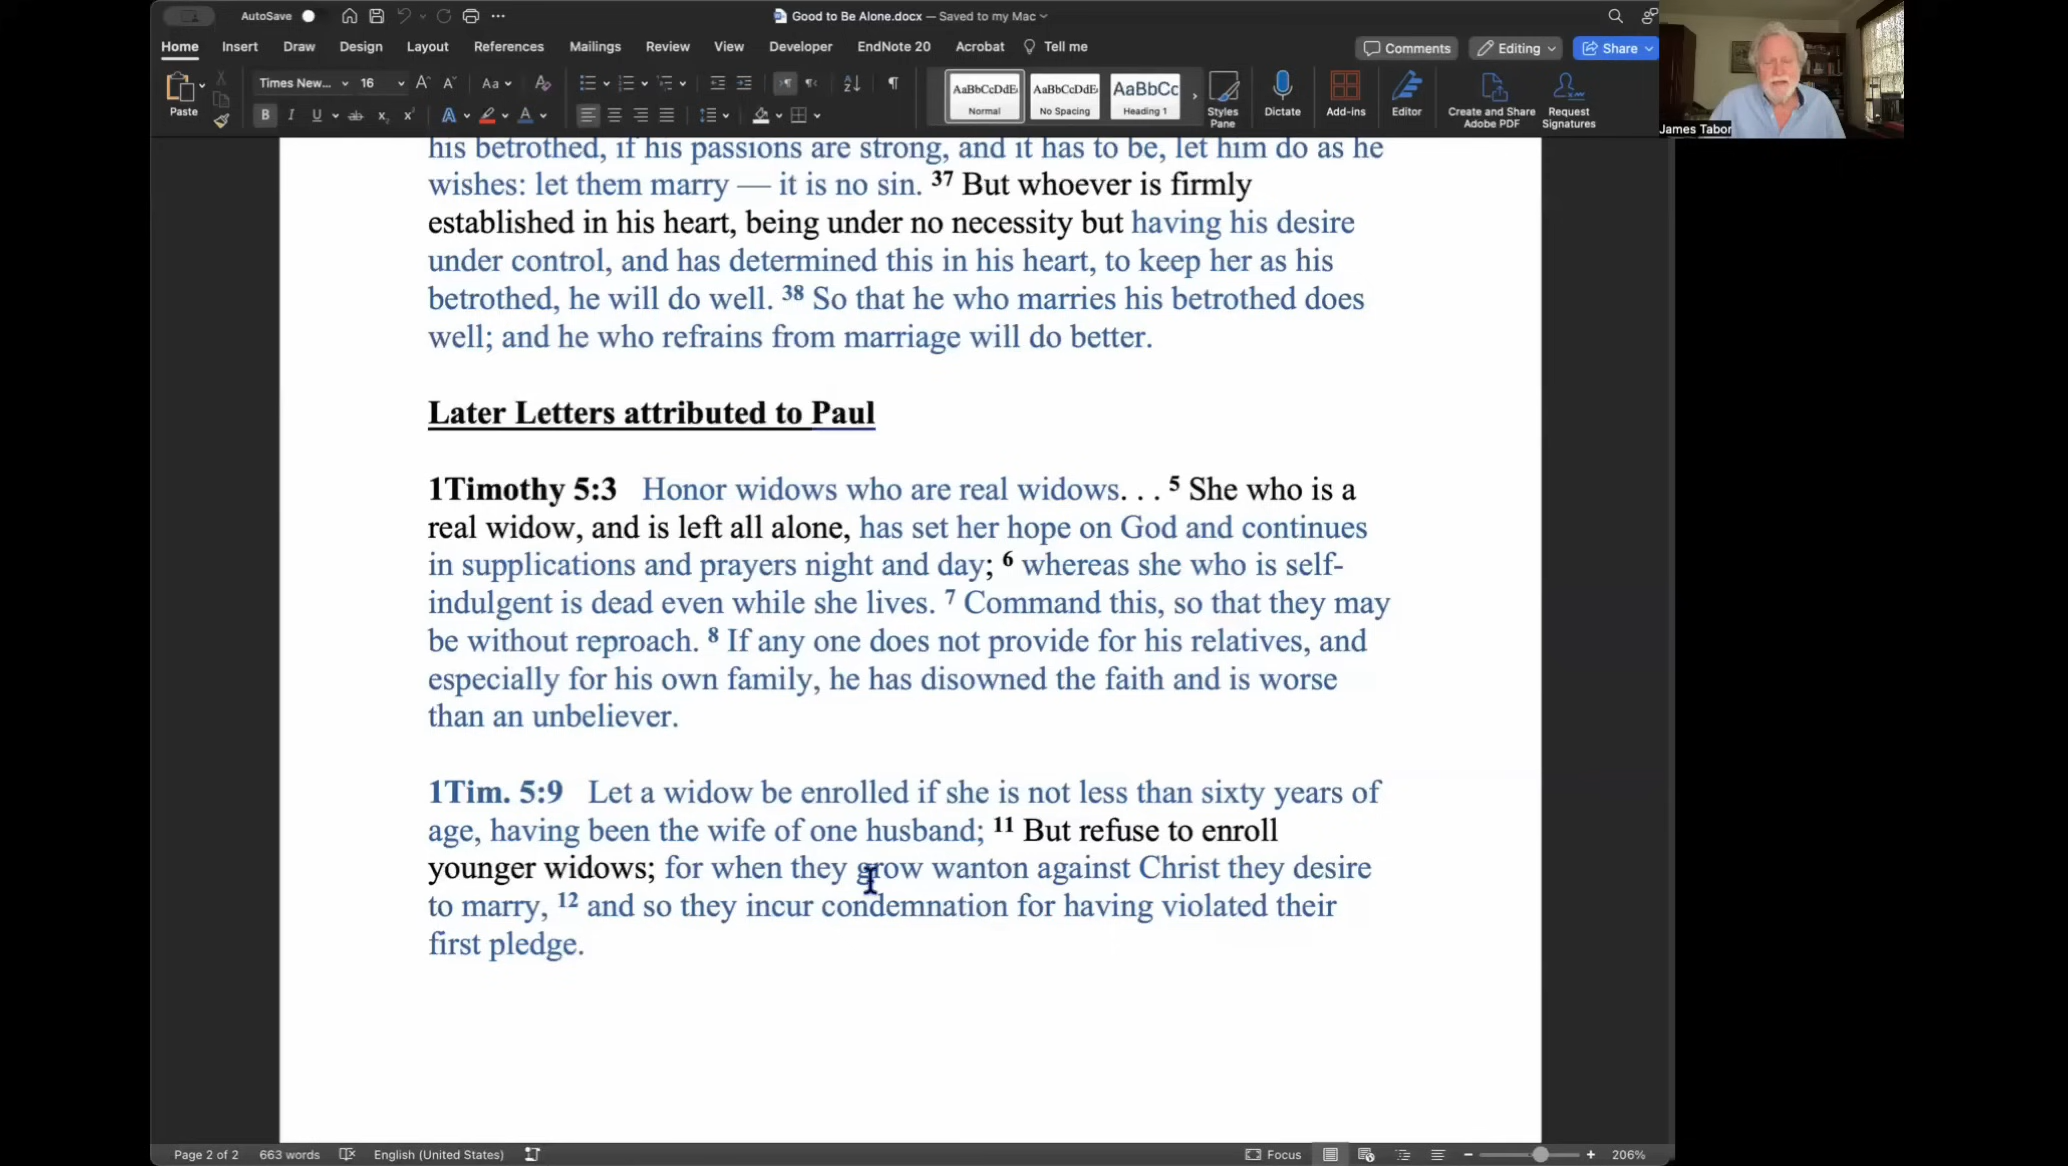 AutoSave
Good to Be Alone.docx — Saved to my Mac
Home Insert Draw Design Layout References Mailings Review View Developer EndNote 20 Acrobat Tell me
Comments Editing Share
Paste
Times New... 16
AaBbCcDdEe AaBbCcDdEe AaBbCc
Normal No Spacing Heading 1
Styles Pane
Dictate
Add-ins
Editor
Create and Share Adobe PDF
Request Signatures
James Tabor
his betrothed, if his passions are strong, and it has to be, let him do as he
wishes: let them marry — it is no sin. 37 But whoever is firmly
established in his heart, being under no necessity but having his desire
under control, and has determined this in his heart, to keep her as his
betrothed, he will do well. 38 So that he who marries his betrothed does
well; and he who refrains from marriage will do better.
Later Letters attributed to Paul
1Timothy 5:3 Honor widows who are real widows. . . 5 She who is a
real widow, and is left all alone, has set her hope on God and continues
in supplications and prayers night and day; 6 whereas she who is self-
indulgent is dead even while she lives. 7 Command this, so that they may
be without reproach. 8 If any one does not provide for his relatives, and
especially for his own family, he has disowned the faith and is worse
than an unbeliever.
1Tim. 5:9 Let a widow be enrolled if she is not less than sixty years of
age, having been the wife of one husband; 11 But refuse to enroll
younger widows; for when they grow wanton against Christ they desire
to marry, 12 and so they incur condemnation for having violated their
first pledge.
Page 2 of 2 663 words English (United States) Focus 206%